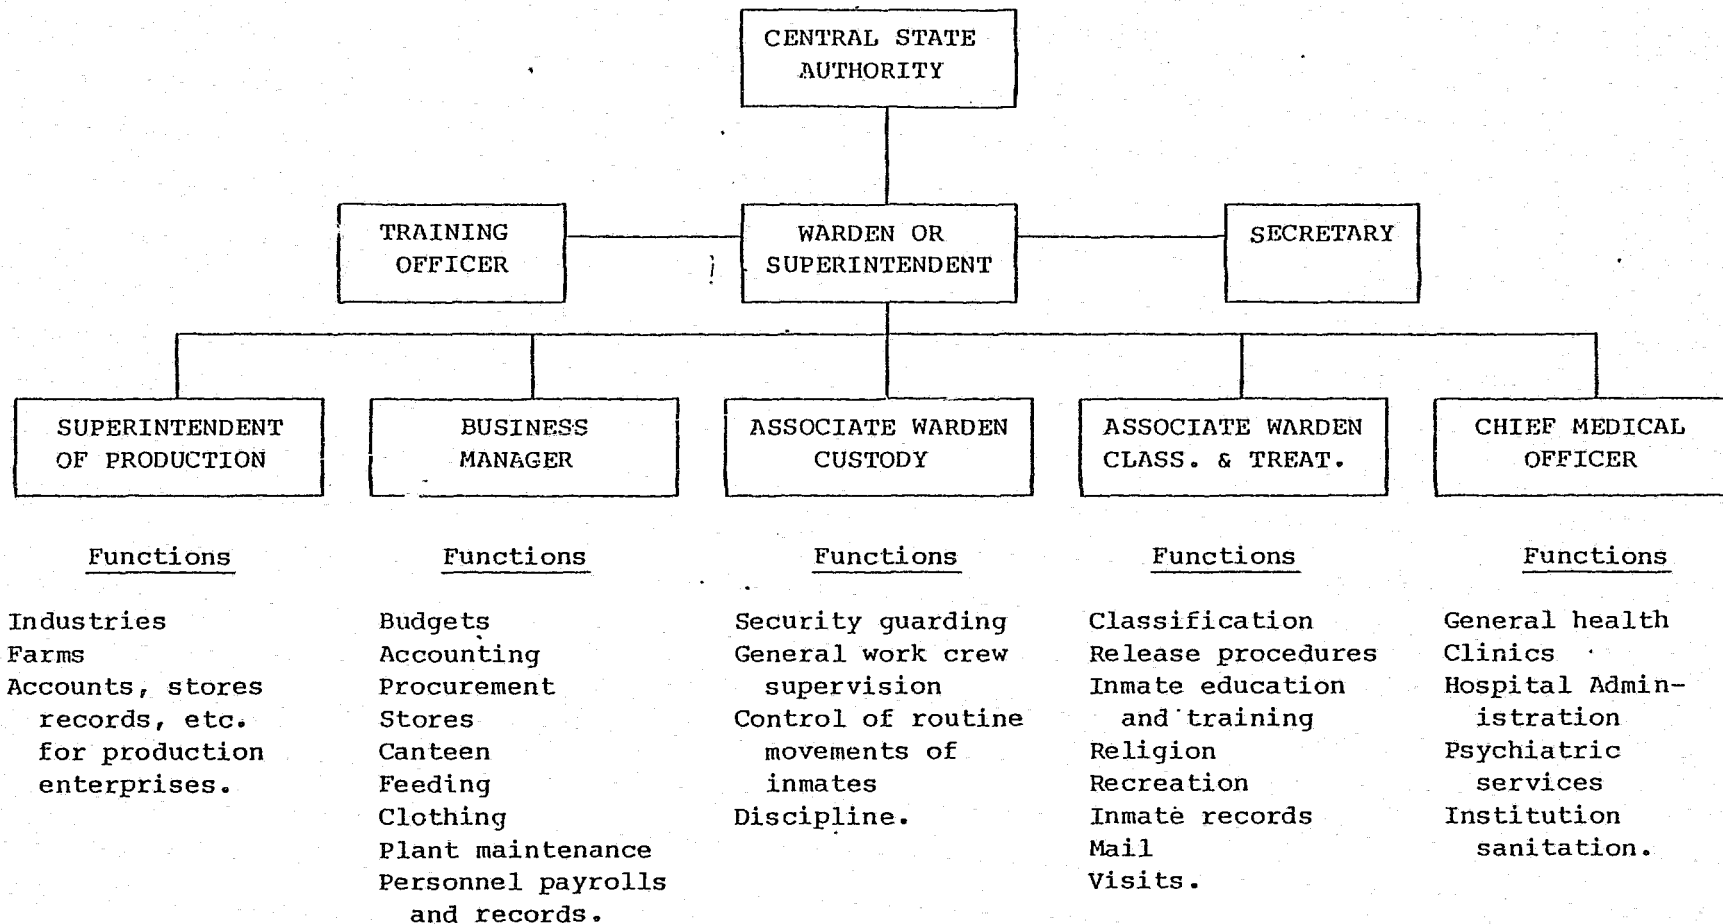 CENTRAL STATE
AUTHORITY
TRAINING
OFFICER
WARDEN OR
SUPERINTENDENT
SECRETARY
SUPERINTENDENT
OF PRODUCTION
BUSINESS
MANAGER
ASSOCIATE WARDEN
CUSTODY
ASSOCIATE WARDEN
CLASS. & TREAT.
CHIEF MEDICAL
OFFICER
Functions
Industries
Farms
Accounts, stores
records, etc.
for production
enterprises.
Functions
Budgets
Accounting
Procurement
Stores
Canteen
Feeding
Clothing
Plant maintenance
Personnel payrolls
and records.
Functions
Security guarding
General work crew
supervision
Control of routine
movements of
inmates
Discipline.
Functions
Classification
Release procedures
Inmate education
and training
Religion
Recreation
Inmate records
Mail
Visits.
Functions
General health
Clinics
Hospital Admin-
istration
Psychiatric
services
Institution
sanitation.